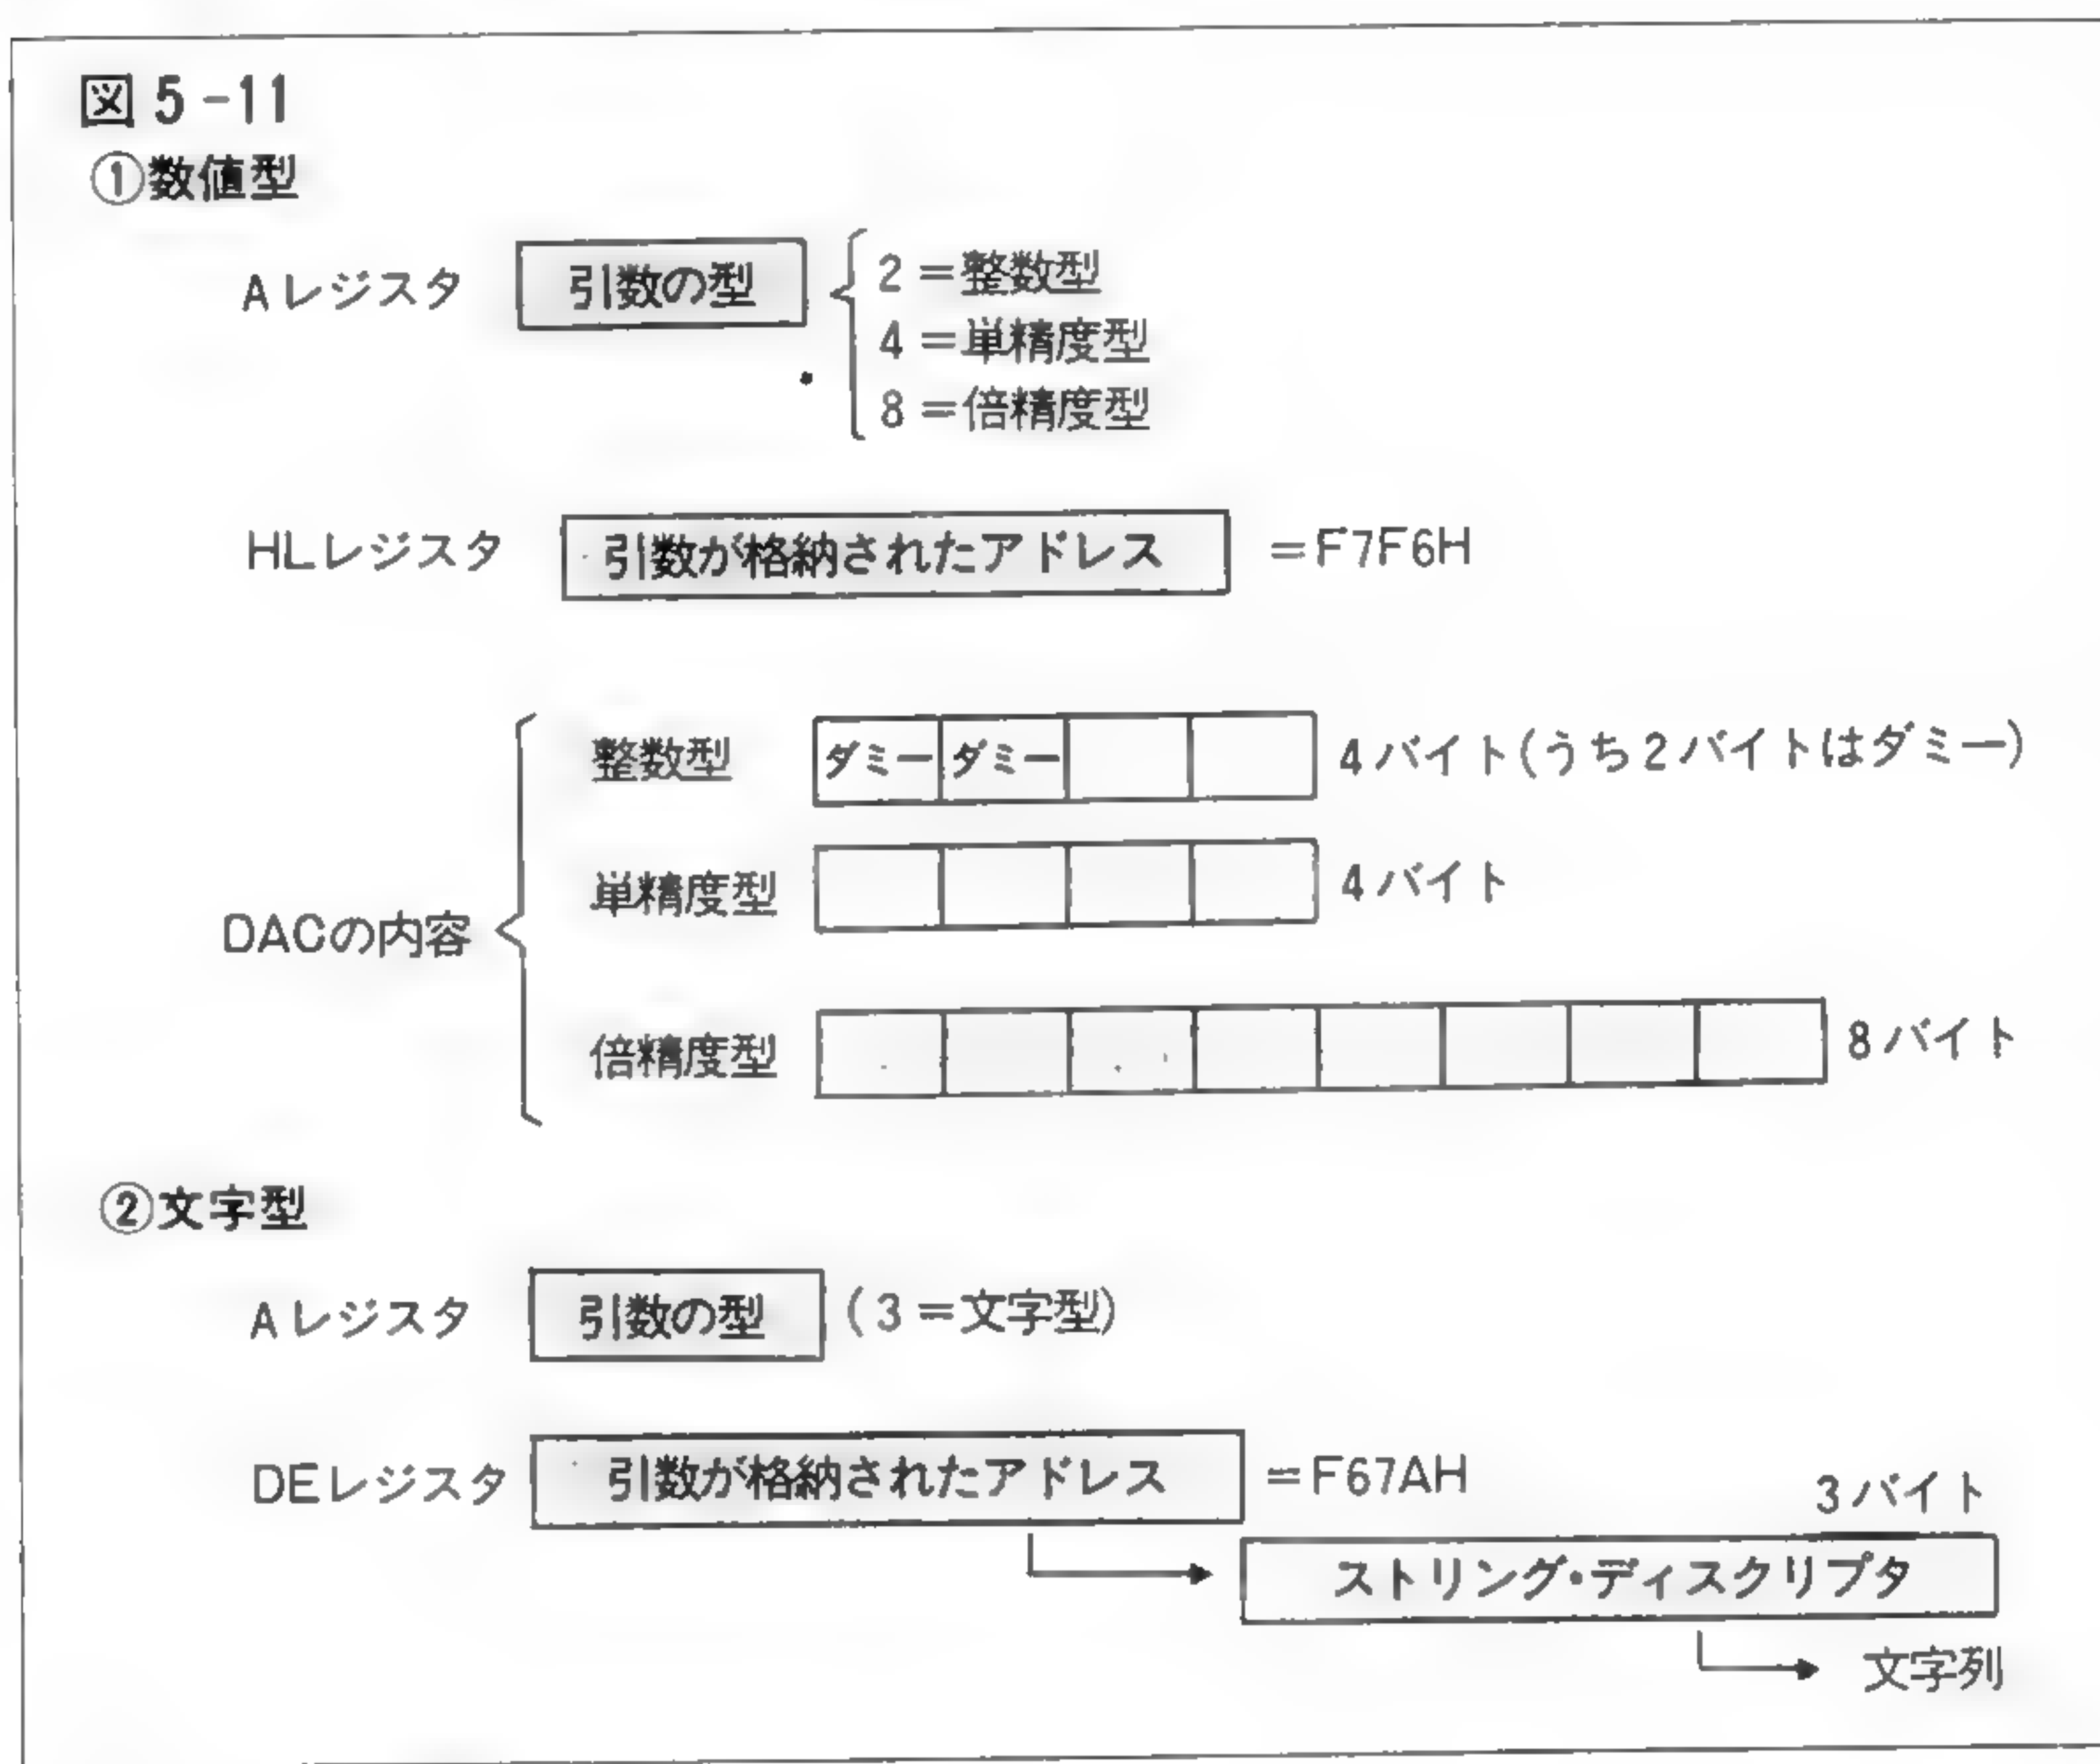 図5-11
①数値型
Aレジスタ 引数の型 2=整数型
4=単精度型
8=倍精度型
HLレジスタ 引数が格納されたアドレス =F7F6H
整数型 ダミー ダミー 4バイト(うち2バイトはダミー)
単精度型 4バイト
DACの内容
倍精度型 8バイト
②文字型
Aレジスタ 引数の型 (3=文字型)
DEレジスタ 引数が格納されたアドレス =F67AH
3バイト
ストリング・ディスクリプタ
文字列